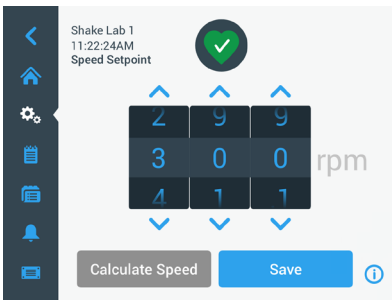 Shake Lab 1
11:22:24AM
Speed Setpoint
2 9 9
3 0 0 rpm
4 1 1
Calculate Speed Save